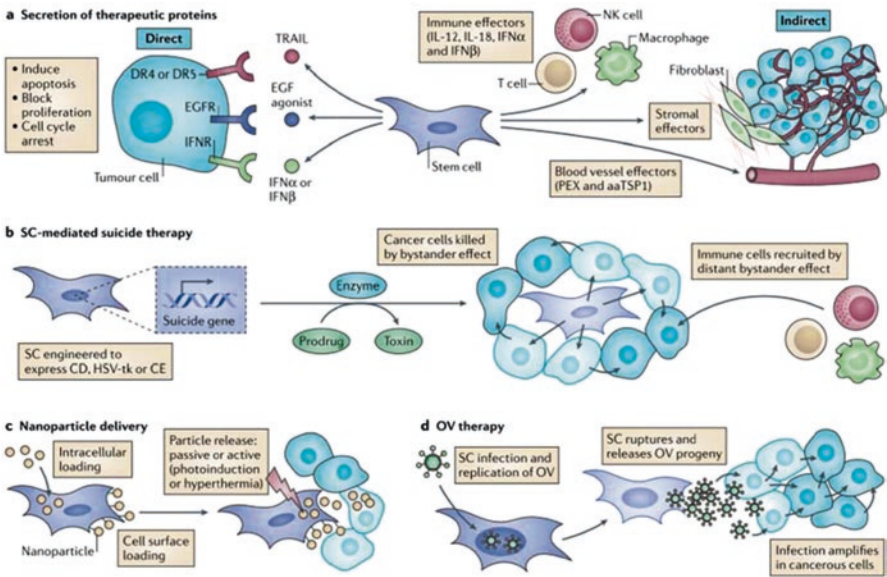 a Secretion of therapeutic proteins
Direct
• Induce
apoptosis
• Block
proliferation
• Cell cycle
arrest
DR4 or DR5
EGFR
IFNR
Tumour cell
TRAIL
EGF
agonist
IFNα or
IFNβ
Stem cell
Immune effectors
(IL-12, IL-18, IFNα
and IFNβ)
NK cell
Macrophage
T cell
Indirect
Fibroblast
Stromal
effectors
Blood vessel effectors
(PEX and aaTSP1)
b SC-mediated suicide therapy
Suicide gene
SC engineered to
express CD, HSV-tk or CE
Enzyme
Prodrug
Toxin
Cancer cells killed
by bystander effect
Immune cells recruited by
distant bystander effect
c Nanoparticle delivery
Intracellular
loading
Nanoparticle
Cell surface
loading
Particle release:
passive or active
(photoinduction
or hyperthermia)
d OV therapy
SC infection and
replication of OV
SC ruptures and
releases OV progeny
Infection amplifies
in cancerous cells